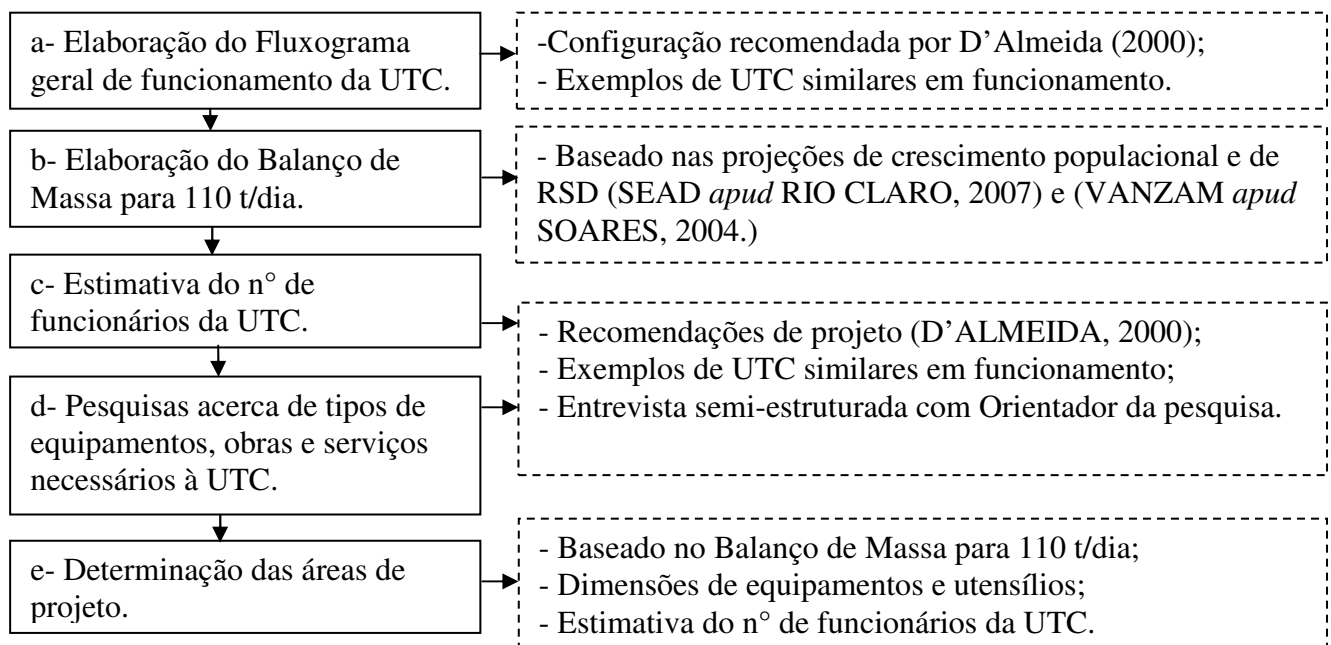 a- Elaboração do Fluxograma
geral de funcionamento da UTC.
-Configuração recomendada por D’Almeida (2000);
- Exemplos de UTC similares em funcionamento.
b- Elaboração do Balanço de
Massa para 110 t/dia.
- Baseado nas projeções de crescimento populacional e de
RSD (SEAD apud RIO CLARO, 2007) e (VANZAM apud
SOARES, 2004.)
c- Estimativa do n° de
funcionários da UTC.
- Recomendações de projeto (D’ALMEIDA, 2000);
- Exemplos de UTC similares em funcionamento;
- Entrevista semi-estruturada com Orientador da pesquisa.
d- Pesquisas acerca de tipos de
equipamentos, obras e serviços
necessários à UTC.
e- Determinação das áreas de
projeto.
- Baseado no Balanço de Massa para 110 t/dia;
- Dimensões de equipamentos e utensílios;
- Estimativa do n° de funcionários da UTC.